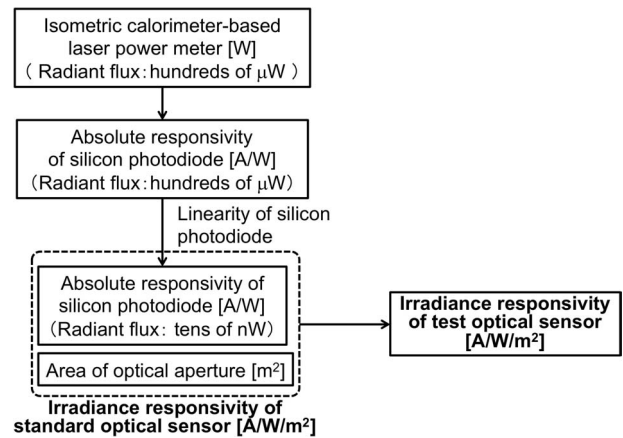 Isometric calorimeter-based
laser power meter [W]
( Radiant flux:hundreds of μW )
Absolute responsivity
of silicon photodiode [A/W]
(Radiant flux:hundreds of μW)
Linearity of silicon
photodiode
Absolute responsivity of
silicon photodiode [A/W]
(Radiant flux: tens of nW)
Area of optical aperture [m²]
Irradiance responsivity of
standard optical sensor [A/W/m²]
Irradiance responsivity
of test optical sensor
[A/W/m²]